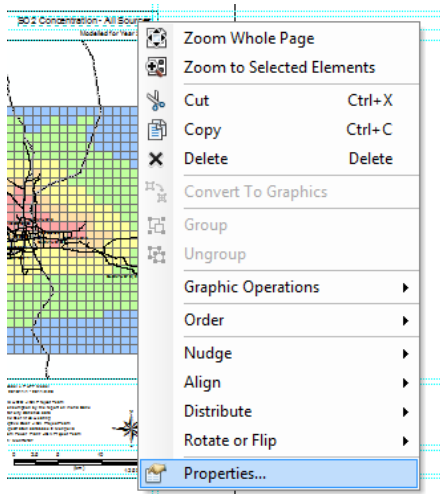 SO2 Concentration - All Sources
Modelled for Year
Zoom Whole Page
Zoom to Selected Elements
Cut Ctrl+X
Copy Ctrl+C
Delete Delete
Convert To Graphics
Group
Ungroup
Graphic Operations
Order
Nudge
Align
Distribute
Rotate or Flip
Properties...